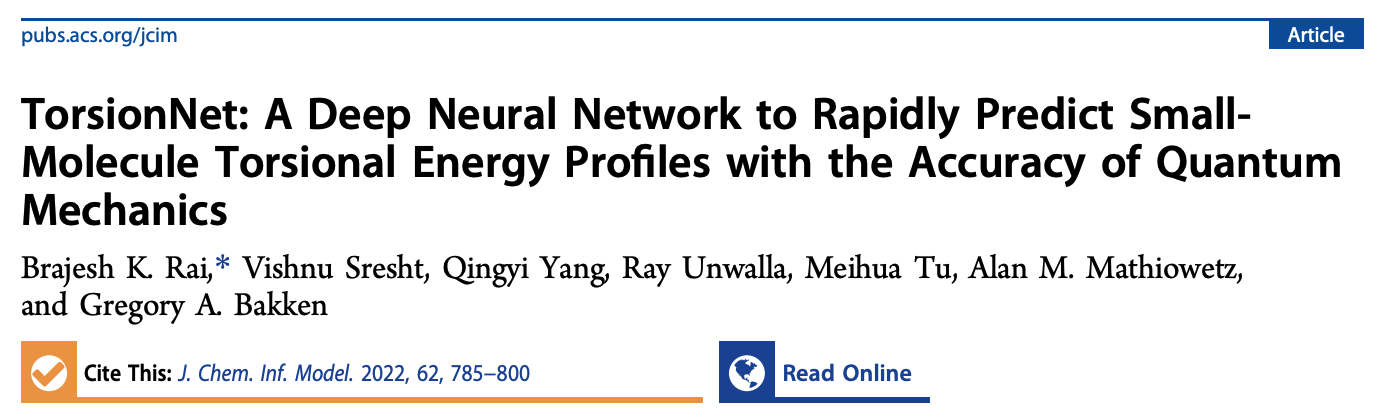 pubs.acs.org/jcim
Article
TorsionNet: A Deep Neural Network to Rapidly Predict Small-
Molecule Torsional Energy Profiles with the Accuracy of Quantum
Mechanics
Brajesh K. Rai,* Vishnu Sresht, Qingyi Yang, Ray Unwalla, Meihua Tu, Alan M. Mathiowetz,
and Gregory A. Bakken
Cite This: J. Chem. Inf. Model. 2022, 62, 785–800
Read Online